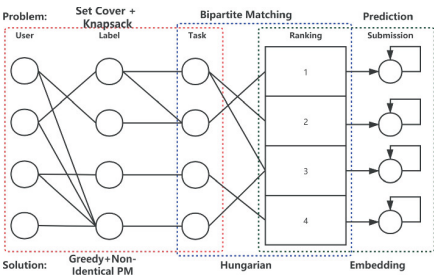 Problem:
Set Cover +
Knapsack
Bipartite Matching
Prediction
User
Label
Task
Ranking
Submission
1
2
3
4
Solution:
Greedy+Non-
Identical PM
Hungarian
Embedding